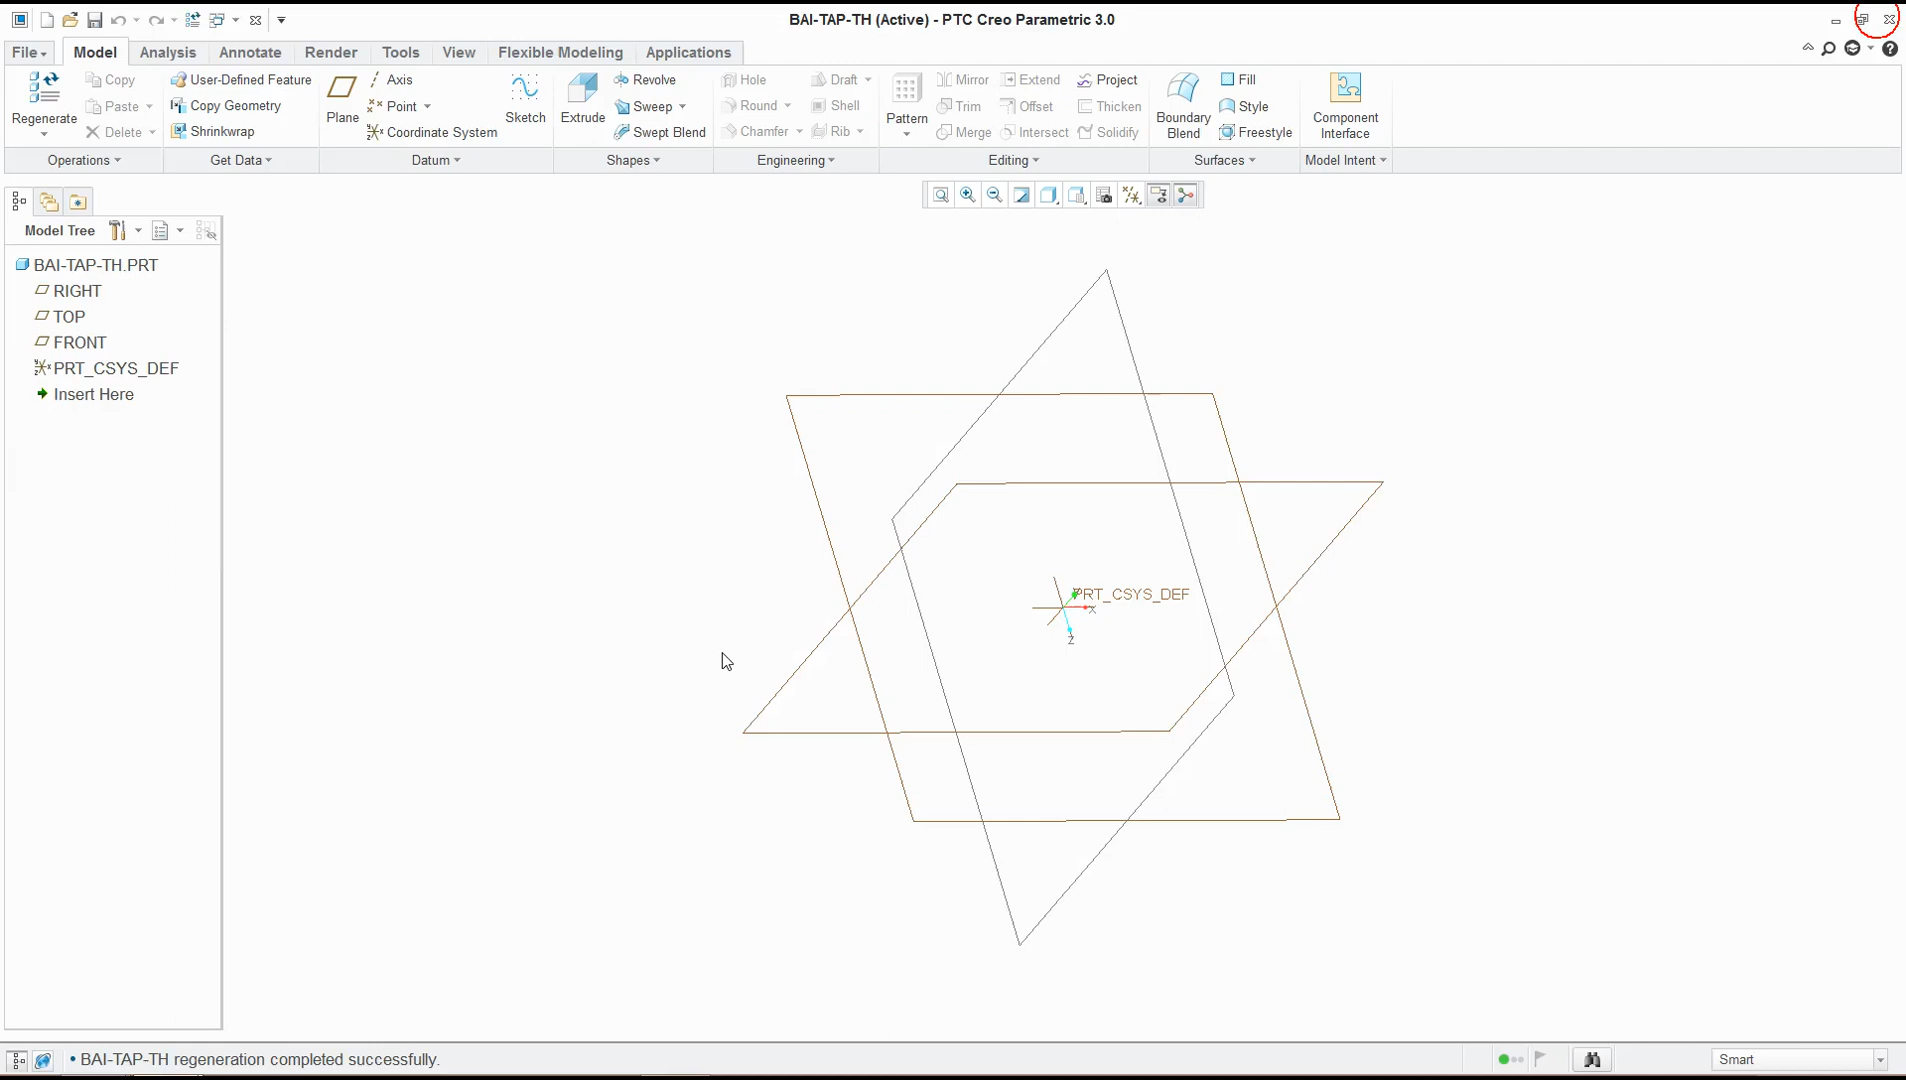 BAI-TAP-TH (Active) - PTC Creo Parametric 3.0
File Model Analysis Annotate Render Tools View Flexible Modeling Applications
Regenerate
Copy
Paste
Delete
Operations
User-Defined Feature
Copy Geometry
Shrinkwrap
Get Data
Plane
Axis
Point
Coordinate System
Sketch
Datum
Extrude
Revolve
Sweep
Swept Blend
Shapes
Hole
Round
Chamfer
Draft
Shell
Rib
Engineering
Pattern
Mirror
Trim
Merge
Extend
Offset
Intersect
Project
Thicken
Solidify
Editing
Boundary
Blend
Fill
Style
Freestyle
Surfaces
Component
Interface
Model Intent
Model Tree
BAI-TAP-TH.PRT
RIGHT
TOP
FRONT
PRT_CSYS_DEF
Insert Here
PRT_CSYS_DEF
X
Z
• BAI-TAP-TH regeneration completed successfully.
Smart